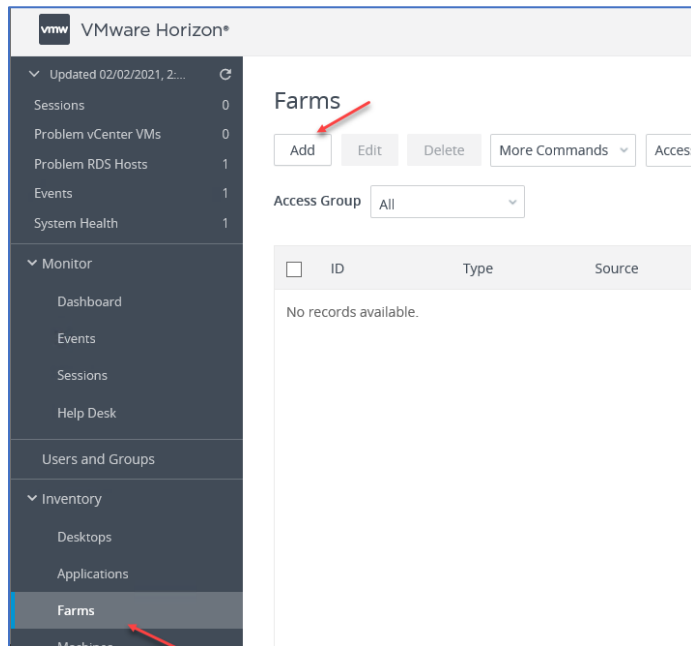 vmw VMware Horizon®
Updated 02/02/2021, 2:...
Sessions 0
Problem vCenter VMs 0
Problem RDS Hosts 1
Events 1
System Health 1
Monitor
Dashboard
Events
Sessions
Help Desk
Users and Groups
Inventory
Desktops
Applications
Farms
Machines
Farms
Add Edit Delete More Commands Acces
Access Group All
ID Type Source
No records available.